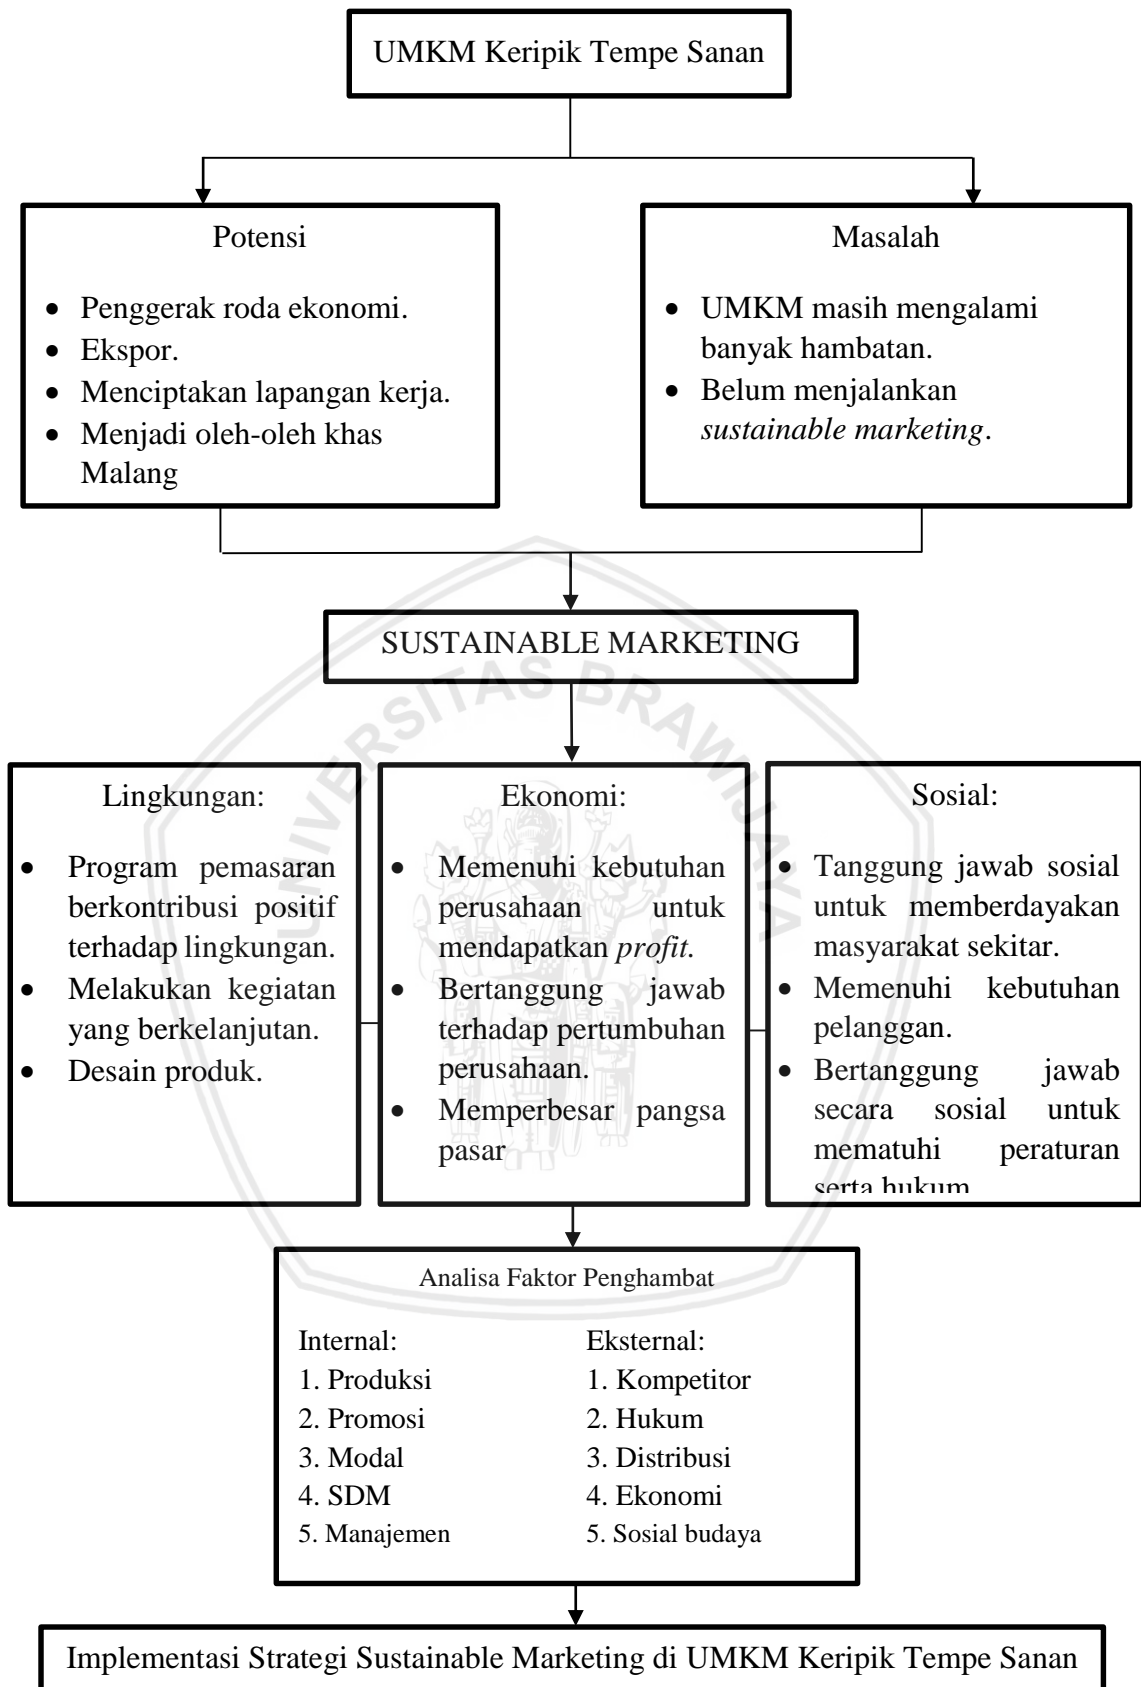 UMKM Keripik Tempe Sanan
Potensi
• Penggerak roda ekonomi.
• Ekspor.
• Menciptakan lapangan kerja.
• Menjadi oleh-oleh khas
Malang
Masalah
• UMKM masih mengalami
banyak hambatan.
• Belum menjalankan
sustainable marketing.
SUSTAINABLE MARKETING
UNIVERSITAS BRAWIJAYA
Lingkungan:
• Program pemasaran
berkontribusi positif
terhadap lingkungan.
• Melakukan kegiatan
yang berkelanjutan.
• Desain produk.
Ekonomi:
• Memenuhi kebutuhan
perusahaan untuk
mendapatkan profit.
• Bertanggung jawab
terhadap pertumbuhan
perusahaan.
• Memperbesar pangsa
pasar
Sosial:
• Tanggung jawab sosial
untuk memberdayakan
masyarakat sekitar.
• Memenuhi kebutuhan
pelanggan.
• Bertanggung jawab
secara sosial untuk
mematuhi peraturan
serta hukum
Analisa Faktor Penghambat
Internal:
1. Produksi
2. Promosi
3. Modal
4. SDM
5. Manajemen
Eksternal:
1. Kompetitor
2. Hukum
3. Distribusi
4. Ekonomi
5. Sosial budaya
Implementasi Strategi Sustainable Marketing di UMKM Keripik Tempe Sanan